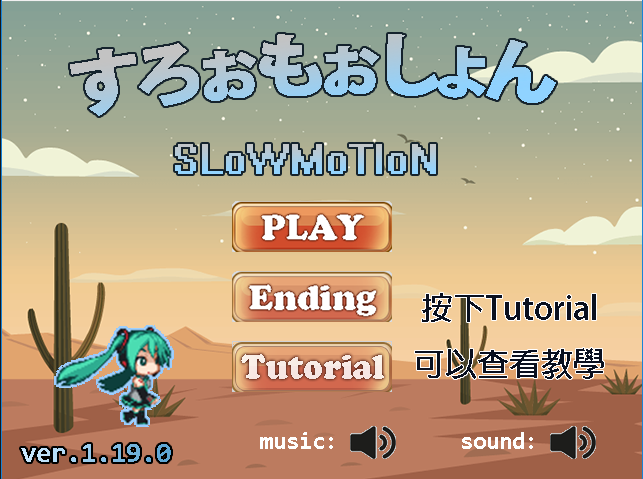 すろぉもぉしょん
SLoWMoTIoN
PLAY
Ending
按下Tutorial
Tutorial
可以查看教學
music:
sound:
ver.1.19.0